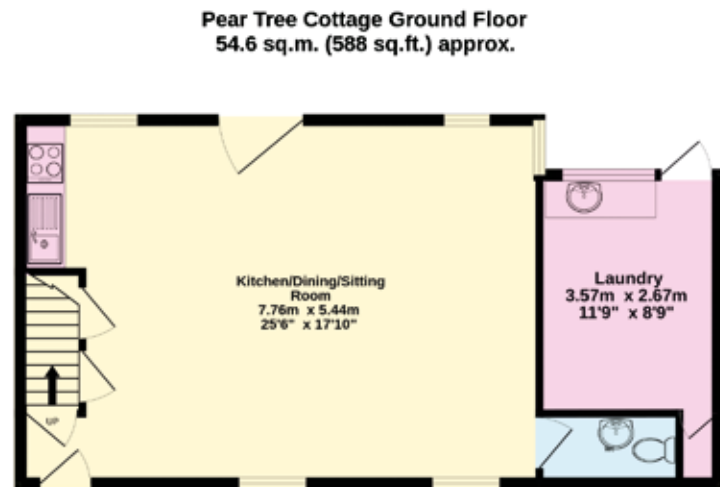 Pear Tree Cottage Ground Floor
54.6 sq.m. (588 sq.ft.) approx.
Kitchen/Dining/Sitting
Room
7.76m x 5.44m
25'6" x 17'10"
Laundry
3.57m x 2.67m
11'9" x 8'9"
UP